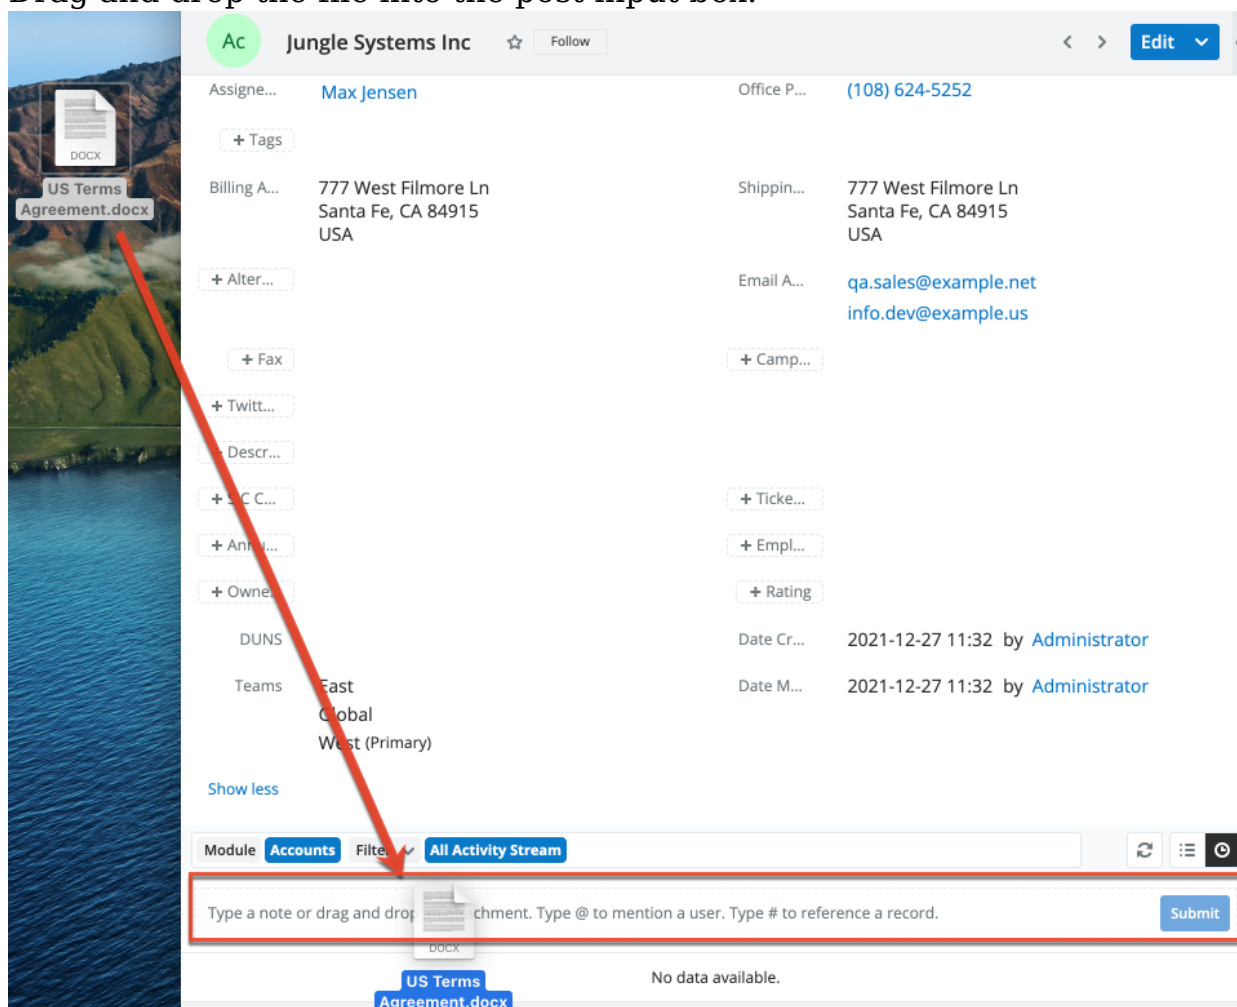 Drag and drop the file into the post input box.
Ac Jungle Systems Inc Follow Edit
Assigne... Max Jensen Office P... (108) 624-5252
+ Tags
DOCX
US Terms
Agreement.docx
Billing A... 777 West Filmore Ln Shippin... 777 West Filmore Ln
Santa Fe, CA 84915 Santa Fe, CA 84915
USA USA
+ Alter... Email A... qa.sales@example.net
info.dev@example.us
+ Fax + Camp...
+ Twitt...
+ Descr...
+ SIC C... + Ticke...
+ Annu... + Empl...
+ Owne... + Rating
DUNS Date Cr... 2021-12-27 11:32 by Administrator
Teams East Date M... 2021-12-27 11:32 by Administrator
Global
West (Primary)
Show less
Module Accounts Filter All Activity Stream
Type a note or drag and drop chment. Type @ to mention a user. Type # to reference a record. Submit
DOCX
US Terms No data available.
Agreement.docx